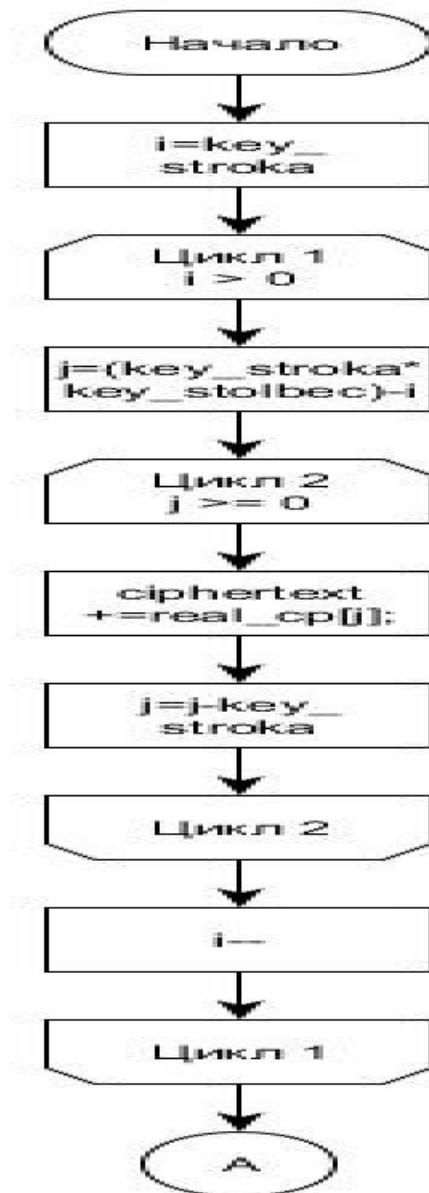 Начало
i=key_
stroka
Цикл 1
i > 0
j=(key_stroka*
key_stolbec)-i
Цикл 2
j >= 0
ciphertext
+=real_cp[j];
j=j-key_
stroka
Цикл 2
i--
Цикл 1
A